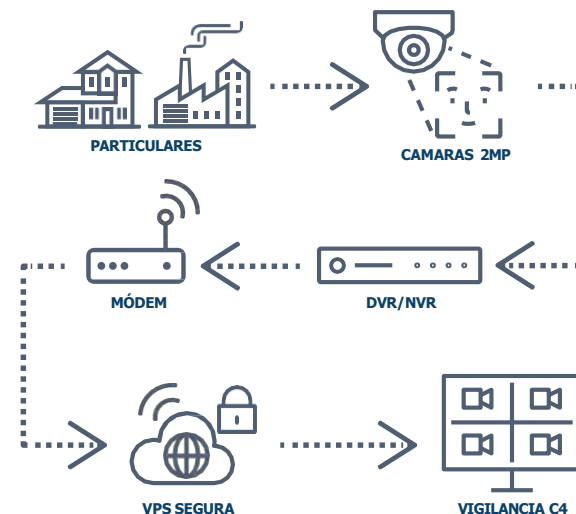 PARTICULARES
CAMARAS 2MP
MÓDEM
DVR/NVR
VPS SEGURA
VIGILANCIA C4